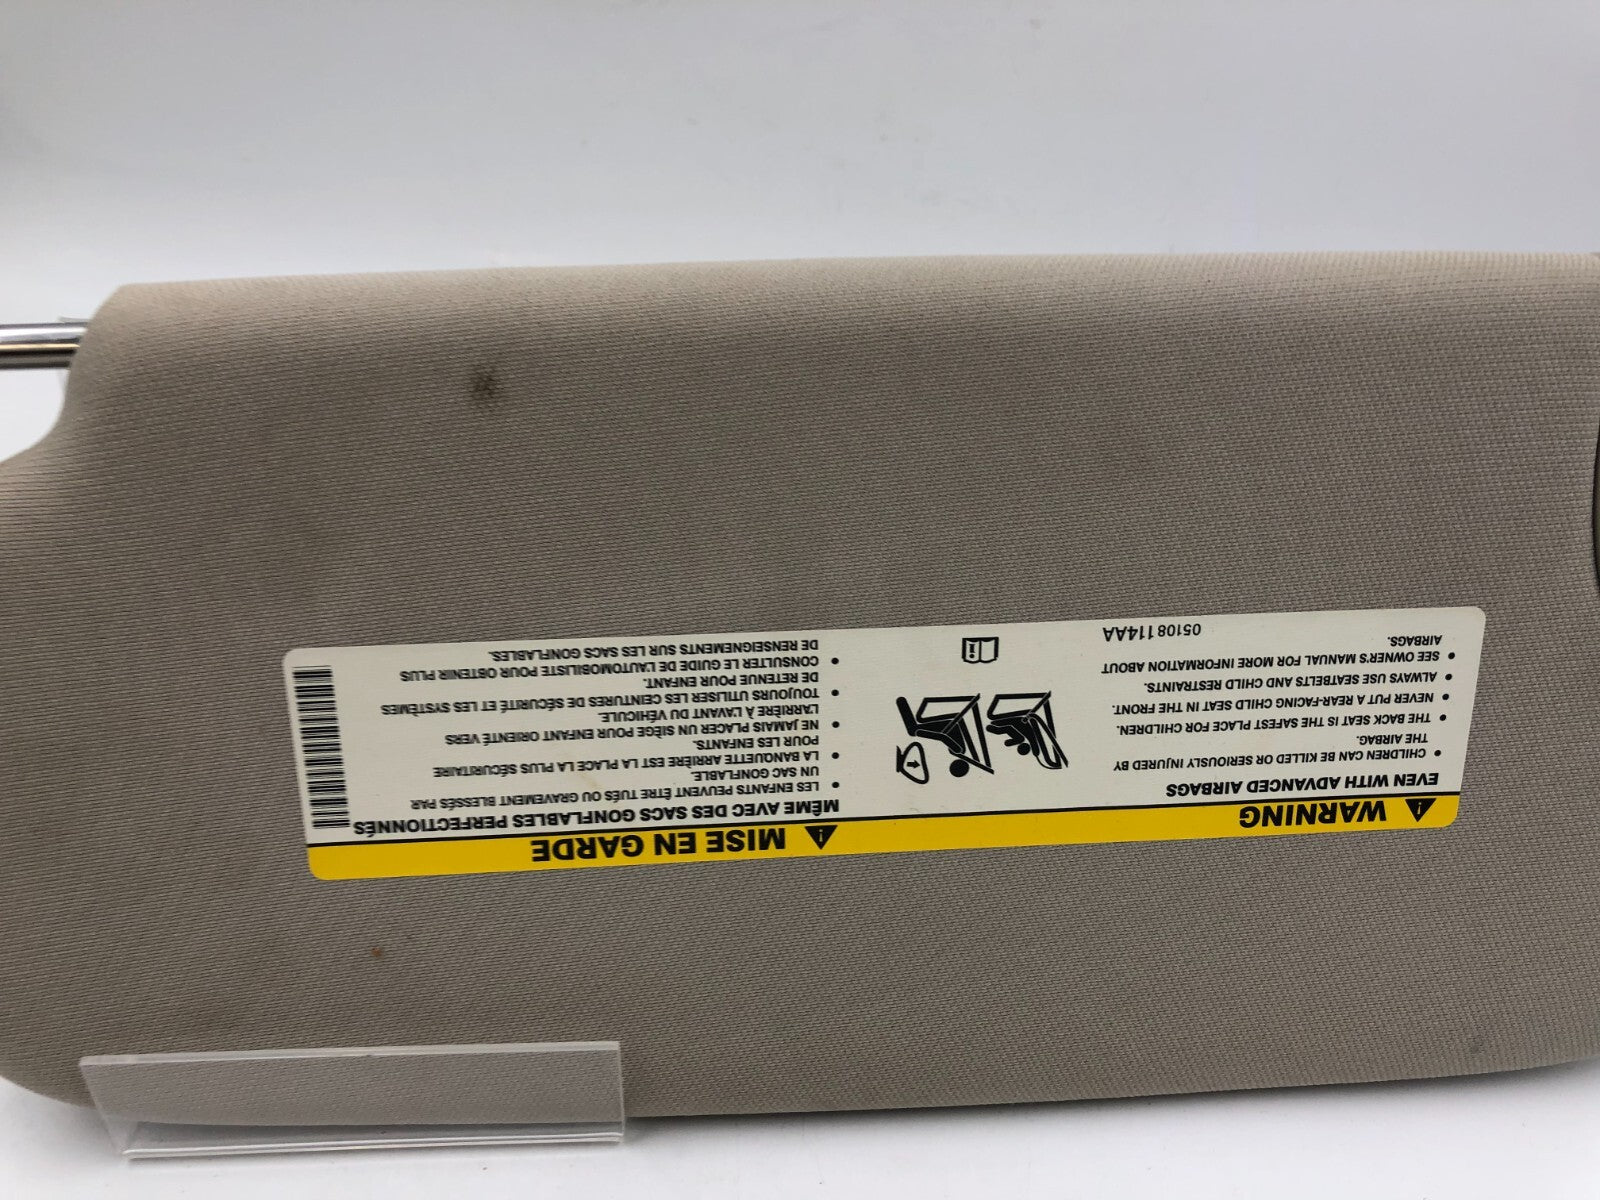 WARNING
EVEN WITH ADVANCED AIRBAGS
• CHILDREN CAN BE KILLED OR SERIOUSLY INJURED BY
THE AIRBAG.
• THE BACK SEAT IS THE SAFEST PLACE FOR CHILDREN.
• NEVER PUT A REAR-FACING CHILD SEAT IN THE FRONT.
• ALWAYS USE SEATBELTS AND CHILD RESTRAINTS.
• SEE OWNER'S MANUAL FOR MORE INFORMATION ABOUT
AIRBAGS.
05108114AA
MISE EN GARDE
MÊME AVEC DES SACS GONFLABLES PERFECTIONNÉS
• LES ENFANTS PEUVENT ÊTRE TUÉS OU GRAVEMENT BLESSÉS PAR
UN SAC GONFLABLE.
• LA BANQUETTE ARRIÈRE EST LA PLACE LA PLUS SÉCURITAIRE
POUR LES ENFANTS.
• NE JAMAIS PLACER UN SIÈGE POUR ENFANT ORIENTÉ VERS
L'ARRIÈRE À L'AVANT DU VÉHICULE.
• TOUJOURS UTILISER LES CEINTURES DE SÉCURITÉ ET LES SYSTÈMES
DE RETENUE POUR ENFANT.
• CONSULTER LE GUIDE DE L'AUTOMOBILISTE POUR OBTENIR PLUS
DE RENSEIGNEMENTS SUR LES SACS GONFLABLES.